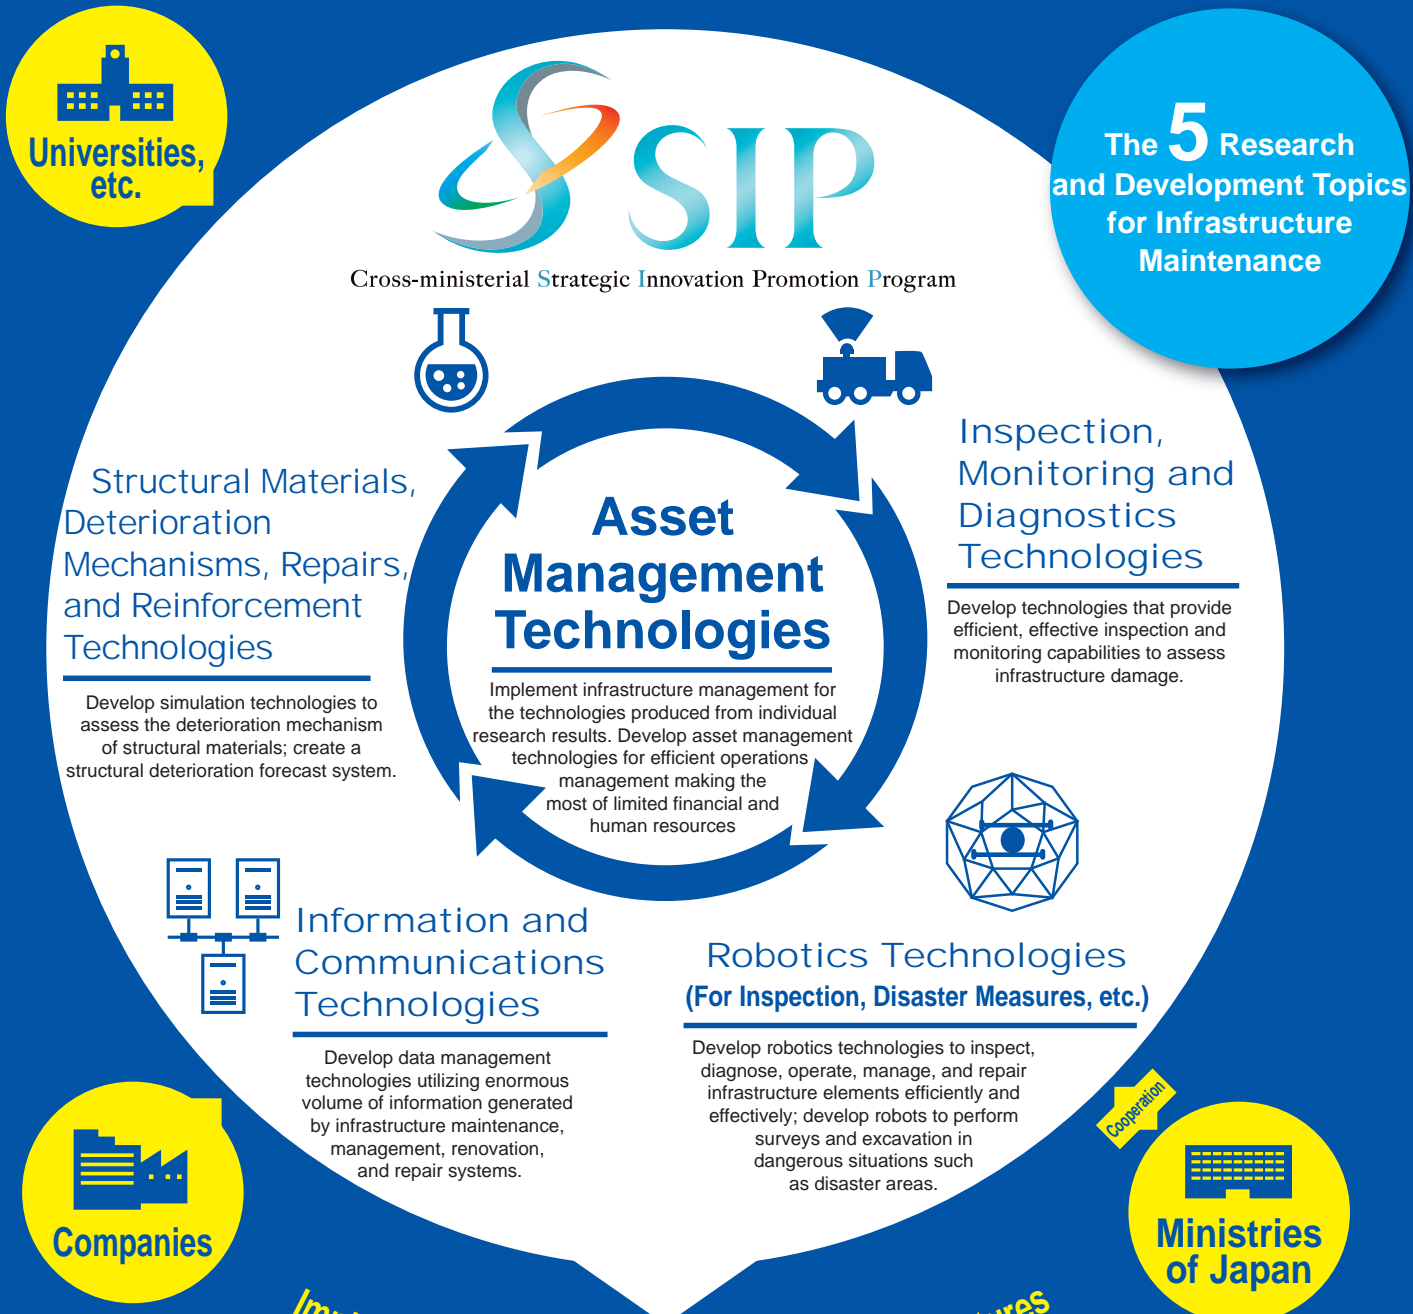 Universities,
etc.
SIP
Cross-ministerial Strategic Innovation Promotion Program
The 5 Research
and Development Topics
for Infrastructure
Maintenance
Structural Materials,
Deterioration
Mechanisms, Repairs,
and Reinforcement
Technologies
Develop simulation technologies to
assess the deterioration mechanism
of structural materials; create a
structural deterioration forecast system.
Asset
Management
Technologies
Implement infrastructure management for
the technologies produced from individual
research results. Develop asset management
technologies for efficient operations
management making the
most of limited financial and
human resources
Inspection,
Monitoring and
Diagnostics
Technologies
Develop technologies that provide
efficient, effective inspection and
monitoring capabilities to assess
infrastructure damage.
Information and
Communications
Technologies
Develop data management
technologies utilizing enormous
volume of information generated
by infrastructure maintenance,
management, renovation,
and repair systems.
Robotics Technologies
(For Inspection, Disaster Measures, etc.)
Develop robotics technologies to inspect,
diagnose, operate, manage, and repair
infrastructure elements efficiently and
effectively; develop robots to perform
surveys and excavation in
dangerous situations such
as disaster areas.
Cooperation
Companies
Ministries
of Japan